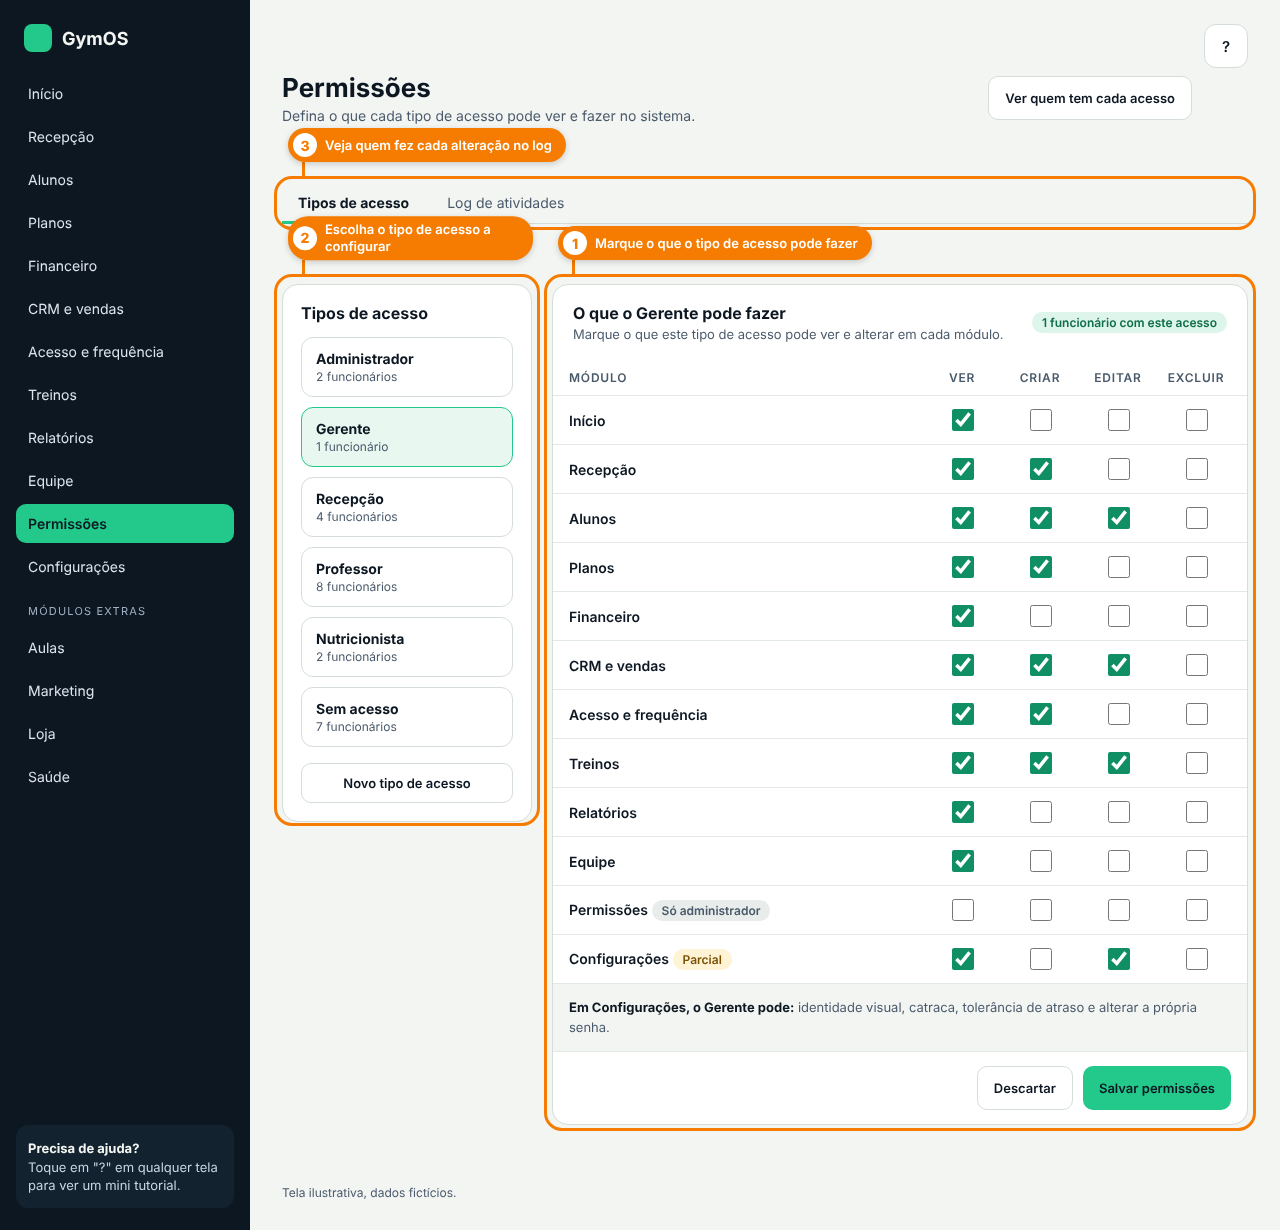 GymOS
Início
Recepção
Alunos
Planos
Financeiro
CRM e vendas
Acesso e frequência
Treinos
Relatórios
Equipe
Permissões
Configurações
MÓDULOS EXTRAS
Aulas
Marketing
Loja
Saúde
Precisa de ajuda?
Toque em "?" em qualquer tela
para ver um mini tutorial.
?
Permissões
Defina o que cada tipo de acesso pode ver e fazer no sistema.
Ver quem tem cada acesso
3 Veja quem fez cada alteração no log
Tipos de acesso Log de atividades
2 Escolha o tipo de acesso a
configurar
1 Marque o que o tipo de acesso pode fazer
Tipos de acesso
Administrador
2 funcionários
Gerente
1 funcionário
Recepção
4 funcionários
Professor
8 funcionários
Nutricionista
2 funcionários
Sem acesso
7 funcionários
Novo tipo de acesso
O que o Gerente pode fazer
Marque o que este tipo de acesso pode ver e alterar em cada módulo.
1 funcionário com este acesso
MÓDULO VER CRIAR EDITAR EXCLUIR
Início
Recepção
Alunos
Planos
Financeiro
CRM e vendas
Acesso e frequência
Treinos
Relatórios
Equipe
Permissões Só administrador
Configurações Parcial
Em Configurações, o Gerente pode: identidade visual, catraca, tolerância de atraso e alterar a própria
senha.
Descartar Salvar permissões
Tela ilustrativa, dados fictícios.